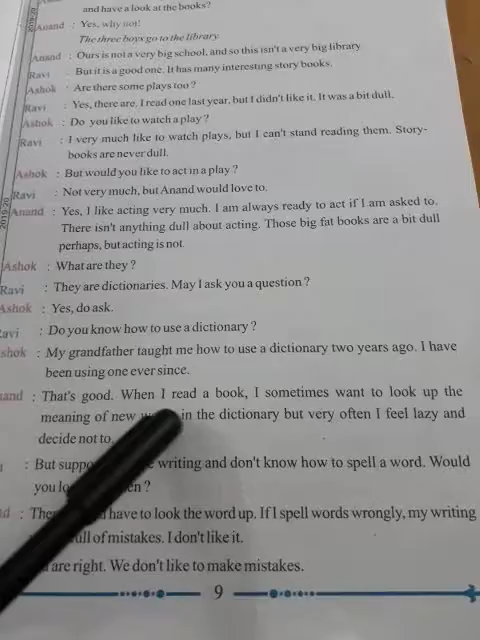 and have a look at the books?
Anand : Yes, why not!
The three boys go to the library.
Anand : Ours is not a very big school, and so this isn't a very big library
Ravi : But it is a good one. It has many interesting story books.
Ashok : Are there some plays too ?
Ravi : Yes, there are. I read one last year, but I didn't like it. It was a bit dull.
Ashok : Do you like to watch a play ?
Ravi : I very much like to watch plays, but I can't stand reading them. Story-
books are never dull.
Ashok : But would you like to act in a play ?
Ravi : Not very much, but Anand would love to.
Anand : Yes, I like acting very much. I am always ready to act if I am asked to.
There isn't anything dull about acting. Those big fat books are a bit dull
perhaps, but acting is not.
Ashok : What are they ?
Ravi : They are dictionaries. May I ask you a question ?
Ashok : Yes, do ask.
avi : Do you know how to use a dictionary ?
shok : My grandfather taught me how to use a dictionary two years ago. I have
been using one ever since.
and : That's good. When I read a book, I sometimes want to look up the
meaning of new in the dictionary but very often I feel lazy and
decide not to.
: But suppo writing and don't know how to spell a word. Would
you en ?
d : The have to look the word up. If I spell words wrongly, my writing
ull of mistakes. I don't like it.
are right. We don't like to make mistakes.
9
2019-20
2019-20